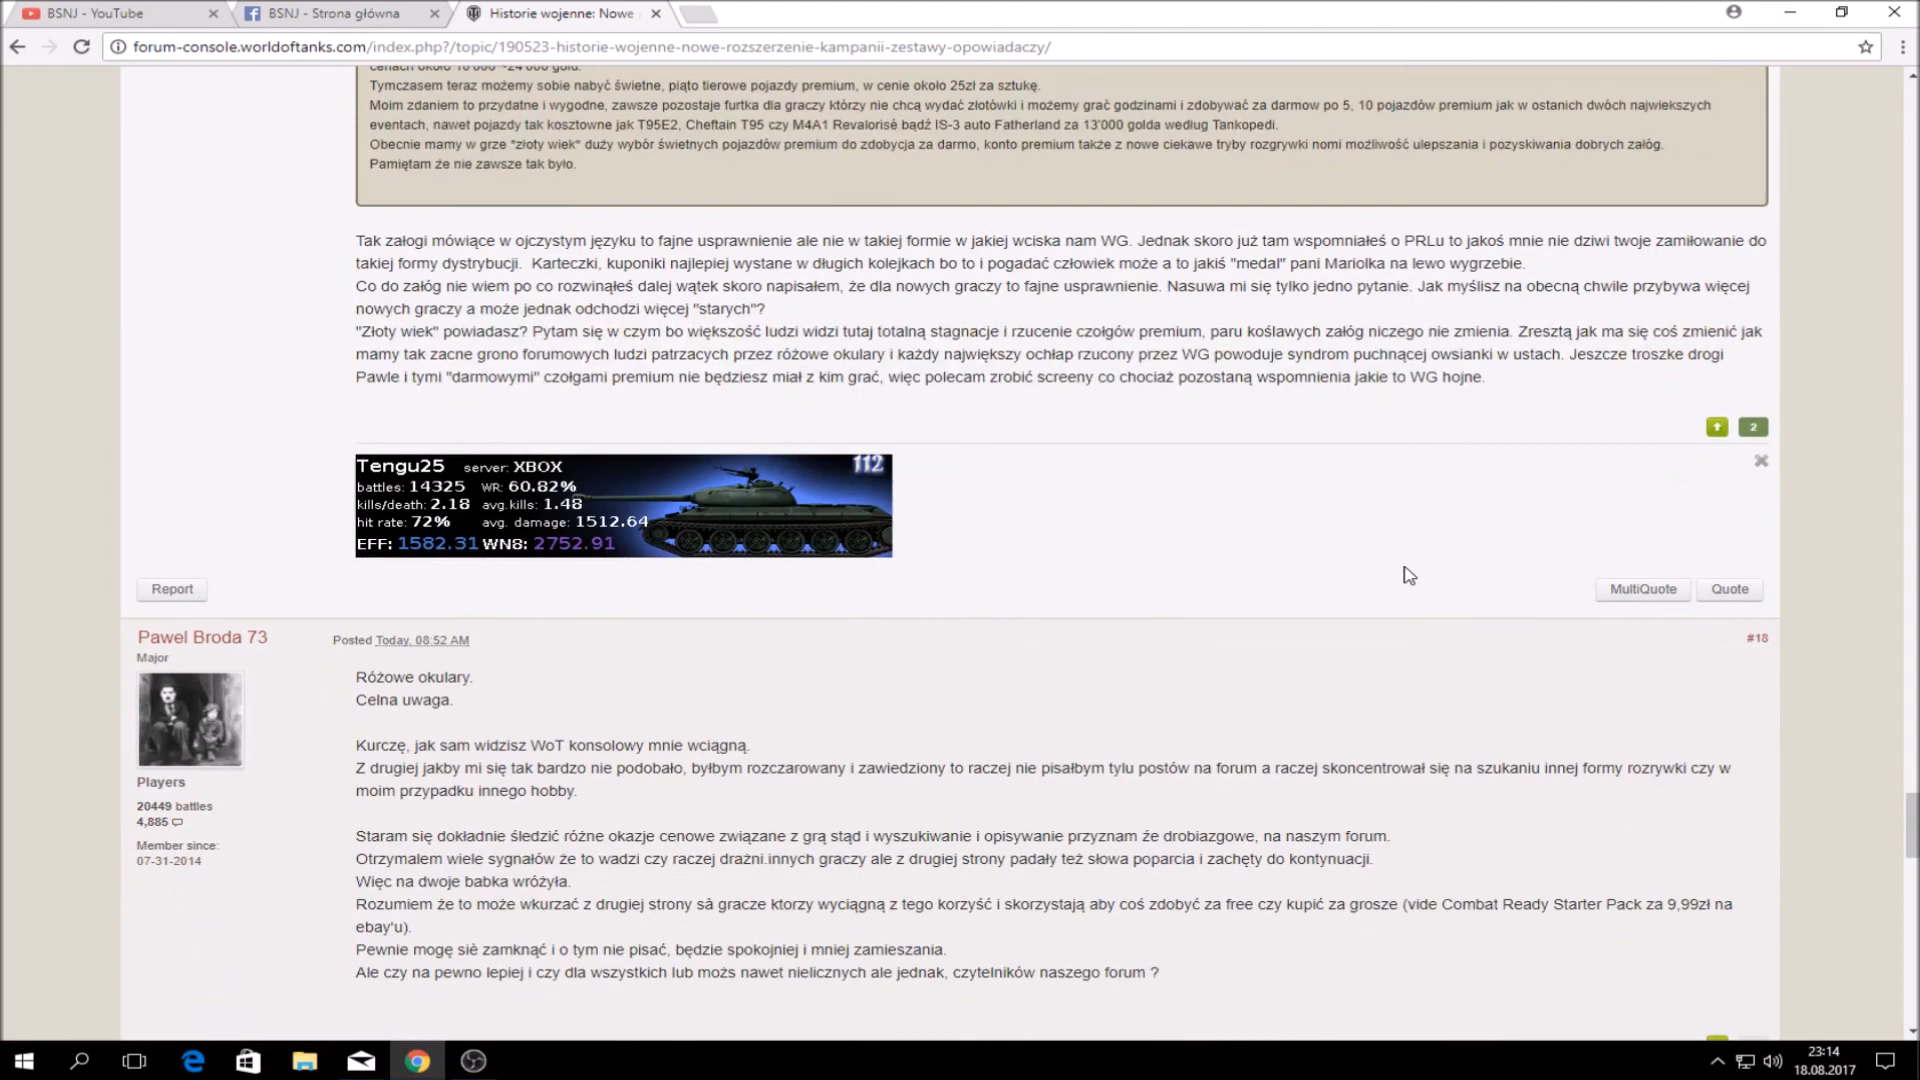 BSNJ - YouTube
BSNJ - Strona główna
Historie wojenne: Nowe
forum-console.worldoftanks.com/index.php?/topic/190523-historie-wojenne-nowe-rozszerzenie-kampanii-zestawy-opowiadaczy/
cenach około 10'000 ~24'000 gold.
Tymczasem teraz możemy sobie nabyć świetne, piąto tierowe pojazdy premium, w cenie około 25zł za sztukę.
Moim zdaniem to przydatne i wygodne, zawsze pozostaje furtka dla graczy którzy nie chcą wydać złotówki i możemy grać godzinami i zdobywać za darmow po 5, 10 pojazdów premium jak w ostanich dwóch najwiekszych
eventach, nawet pojazdy tak kosztowne jak T95E2, Cheftain T95 czy M4A1 Revalorisé bądź IS-3 auto Fatherland za 13'000 golda według Tankopedi.
Obecnie mamy w grze "złoty wiek" duży wybór świetnych pojazdów premium do zdobycja za darmo, konto premium także z nowe ciekawe tryby rozgrywki nomi możliwość ulepszania i pozyskiwania dobrych załóg.
Pamiętam źe nie zawsze tak było.
Tak załogi mówiące w ojczystym języku to fajne usprawnienie ale nie w takiej formie w jakiej wciska nam WG. Jednak skoro już tam wspomniałeś o PRLu to jakoś mnie nie dziwi twoje zamiłowanie do
takiej formy dystrybucji.  Karteczki, kuponiki najlepiej wystane w długich kolejkach bo to i pogadać człowiek może a to jakiś "medal" pani Mariolka na lewo wygrzebie.
Co do załóg nie wiem po co rozwinąłeś dalej wątek skoro napisałem, że dla nowych graczy to fajne usprawnienie. Nasuwa mi się tylko jedno pytanie. Jak myślisz na obecną chwile przybywa więcej
nowych graczy a może jednak odchodzi więcej "starych"?
"Złoty wiek" powiadasz? Pytam się w czym bo większość ludzi widzi tutaj totalną stagnacje i rzucenie czołgów premium, paru koślawych załóg niczego nie zmienia. Zresztą jak ma się coś zmienić jak
mamy tak zacne grono forumowych ludzi patrzacych przez różowe okulary i każdy największy ochłap rzucony przez WG powoduje syndrom puchnącej owsianki w ustach. Jeszcze troszke drogi
Pawle i tymi "darmowymi" czołgami premium nie będziesz miał z kim grać, więc polecam zrobić screeny co chociaż pozostaną wspomnienia jakie to WG hojne.
2
Tengu25 server: XBOX
112
battles: 14325 WR: 60.82%
kills/death: 2.18 avg.kills: 1.48
hit rate: 72% avg. damage: 1512.64
EFF: 1582.31 WN8: 2752.91
Report
MultiQuote
Quote
Pawel Broda 73
Posted Today, 08:52 AM
#18
Major
Players
20449 battles
4,885
Member since:
07-31-2014
Różowe okulary.
Celna uwaga.
Kurczę, jak sam widzisz WoT konsolowy mnie wciągną.
Z drugiej jakby mi się tak bardzo nie podobało, byłbym rozczarowany i zawiedziony to raczej nie pisałbym tylu postów na forum a raczej skoncentrował się na szukaniu innej formy rozrywki czy w
moim przypadku innego hobby.
Staram się dokładnie śledzić różne okazje cenowe związane z grą stąd i wyszukiwanie i opisywanie przyznam źe drobiazgowe, na naszym forum.
Otrzymalem wiele sygnałów że to wadzi czy raczej draźni.innych graczy ale z drugiej strony padały też słowa poparcia i zachęty do kontynuacji.
Więc na dwoje babka wróżyła.
Rozumiem że to może wkurzać z drugiej strony sà gracze ktorzy wyciągną z tego korzyść i skorzystają aby coś zdobyć za free czy kupić za grosze (vide Combat Ready Starter Pack za 9,99zł na
ebay'u).
Pewnie mogę siè zamknąć i o tym nie pisać, będzie spokojniej i mniej zamieszania.
Ale czy na pewno lepiej i czy dla wszystkich lub możs nawet nielicznych ale jednak, czytelników naszego forum ?
23:14
18.08.2017